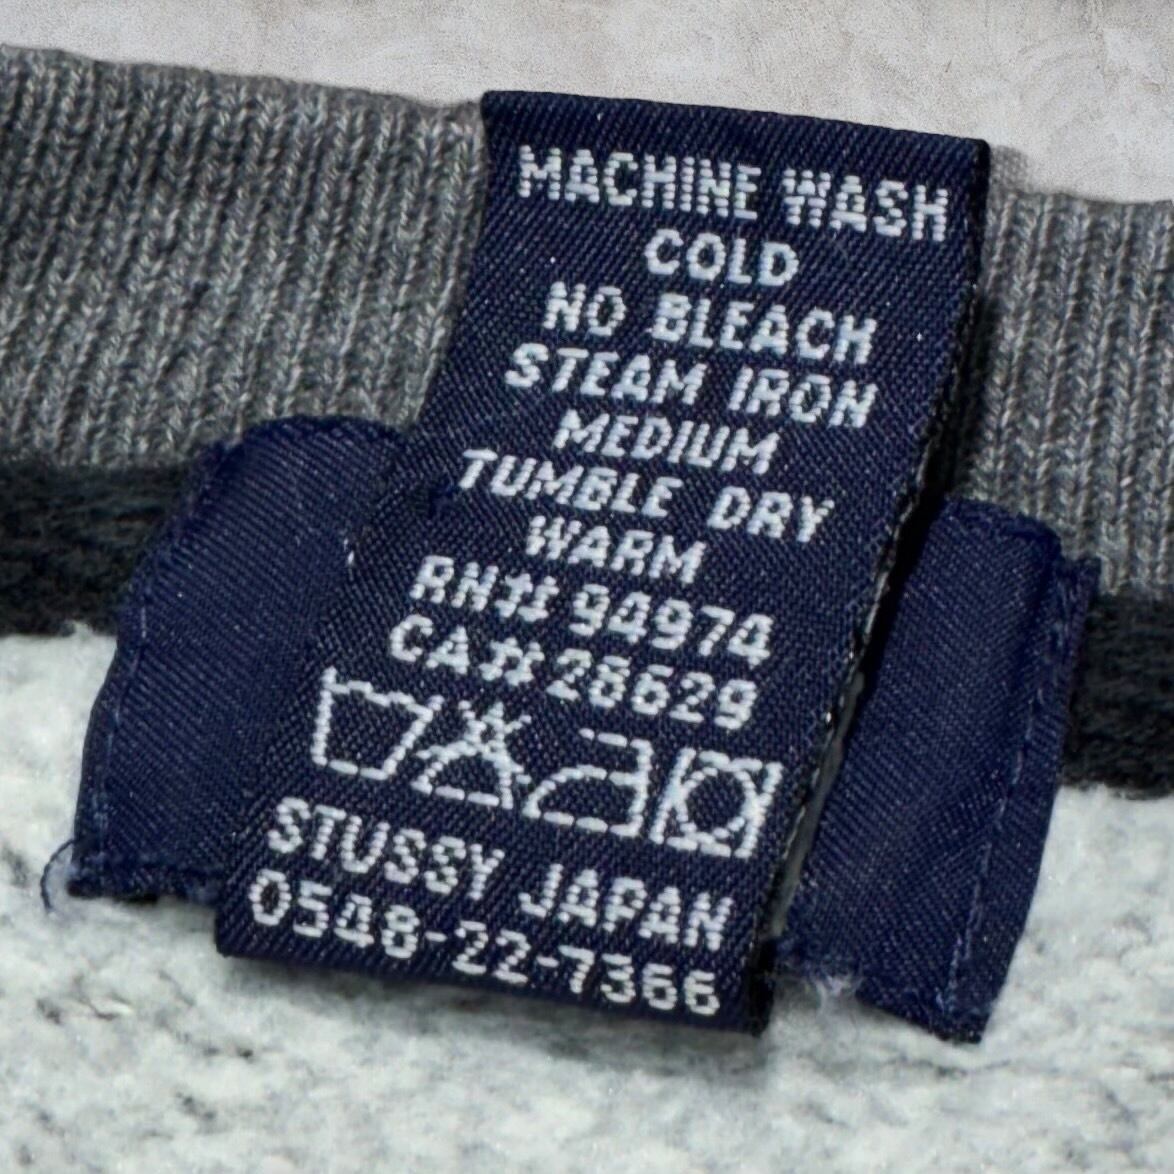 MACHINE WASH
COLD
NO BLEACH
STEAM IRON
MEDIUM
TUMBLE DRY
WARM
RN# 94974
CA# 28629
STUSSY JAPAN
0548-22-7366